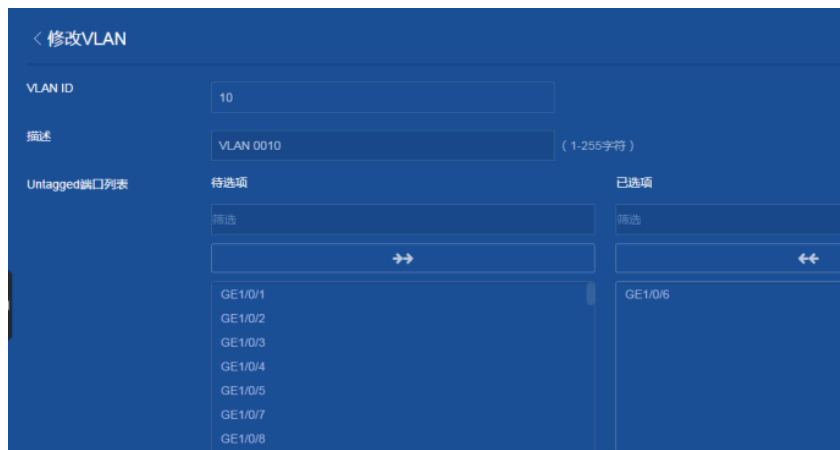 修改VLAN
VLAN ID
10
描述
VLAN 0010
（1-255字符）
Untagged端口列表
待选项
已选项
筛选
筛选
GE1/0/1
GE1/0/6
GE1/0/2
GE1/0/3
GE1/0/4
GE1/0/5
GE1/0/7
GE1/0/8